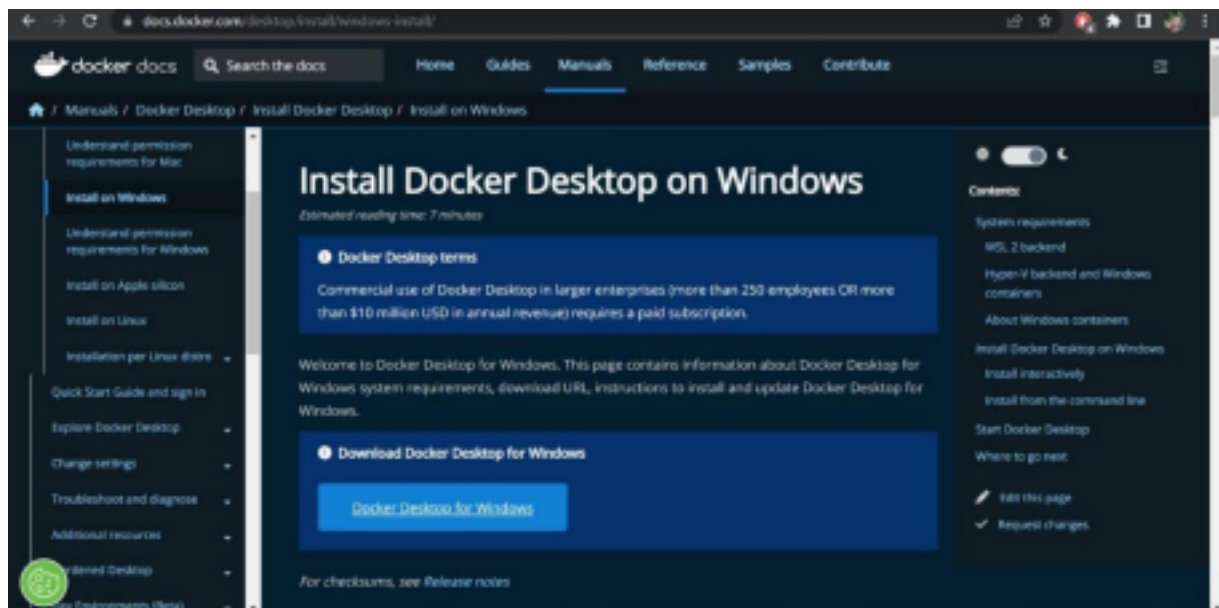 docs.docker.com/desktop/install/windows-install/
docker docs
Search the docs
Home
Guides
Manuals
Reference
Samples
Contribute
/ Manuals / Docker Desktop / Install Docker Desktop / Install on Windows
Understand permission
requirements for Mac
Install on Windows
Understand permission
requirements for Windows
Install on Apple silicon
Install on Linux
Installation per Linux distro
Quick Start Guide and sign in
Explore Docker Desktop
Change settings
Troubleshoot and diagnose
Additional resources
Desktop
Environments (Beta)
Install Docker Desktop on Windows
Estimated reading time: 7 minutes
Docker Desktop terms
Commercial use of Docker Desktop in larger enterprises (more than 250 employees OR more
than $10 million USD in annual revenue) requires a paid subscription.
Welcome to Docker Desktop for Windows. This page contains information about Docker Desktop for
Windows system requirements, download URL, instructions to install and update Docker Desktop for
Windows.
Download Docker Desktop for Windows
Docker Desktop for Windows
For checksums, see Release notes
Contents:
System requirements
WSL 2 backend
Hyper-V backend and Windows
containers
About Windows containers
Install Docker Desktop on Windows
Install interactively
Install from the command line
Start Docker Desktop
Where to go next
Edit this page
Request changes